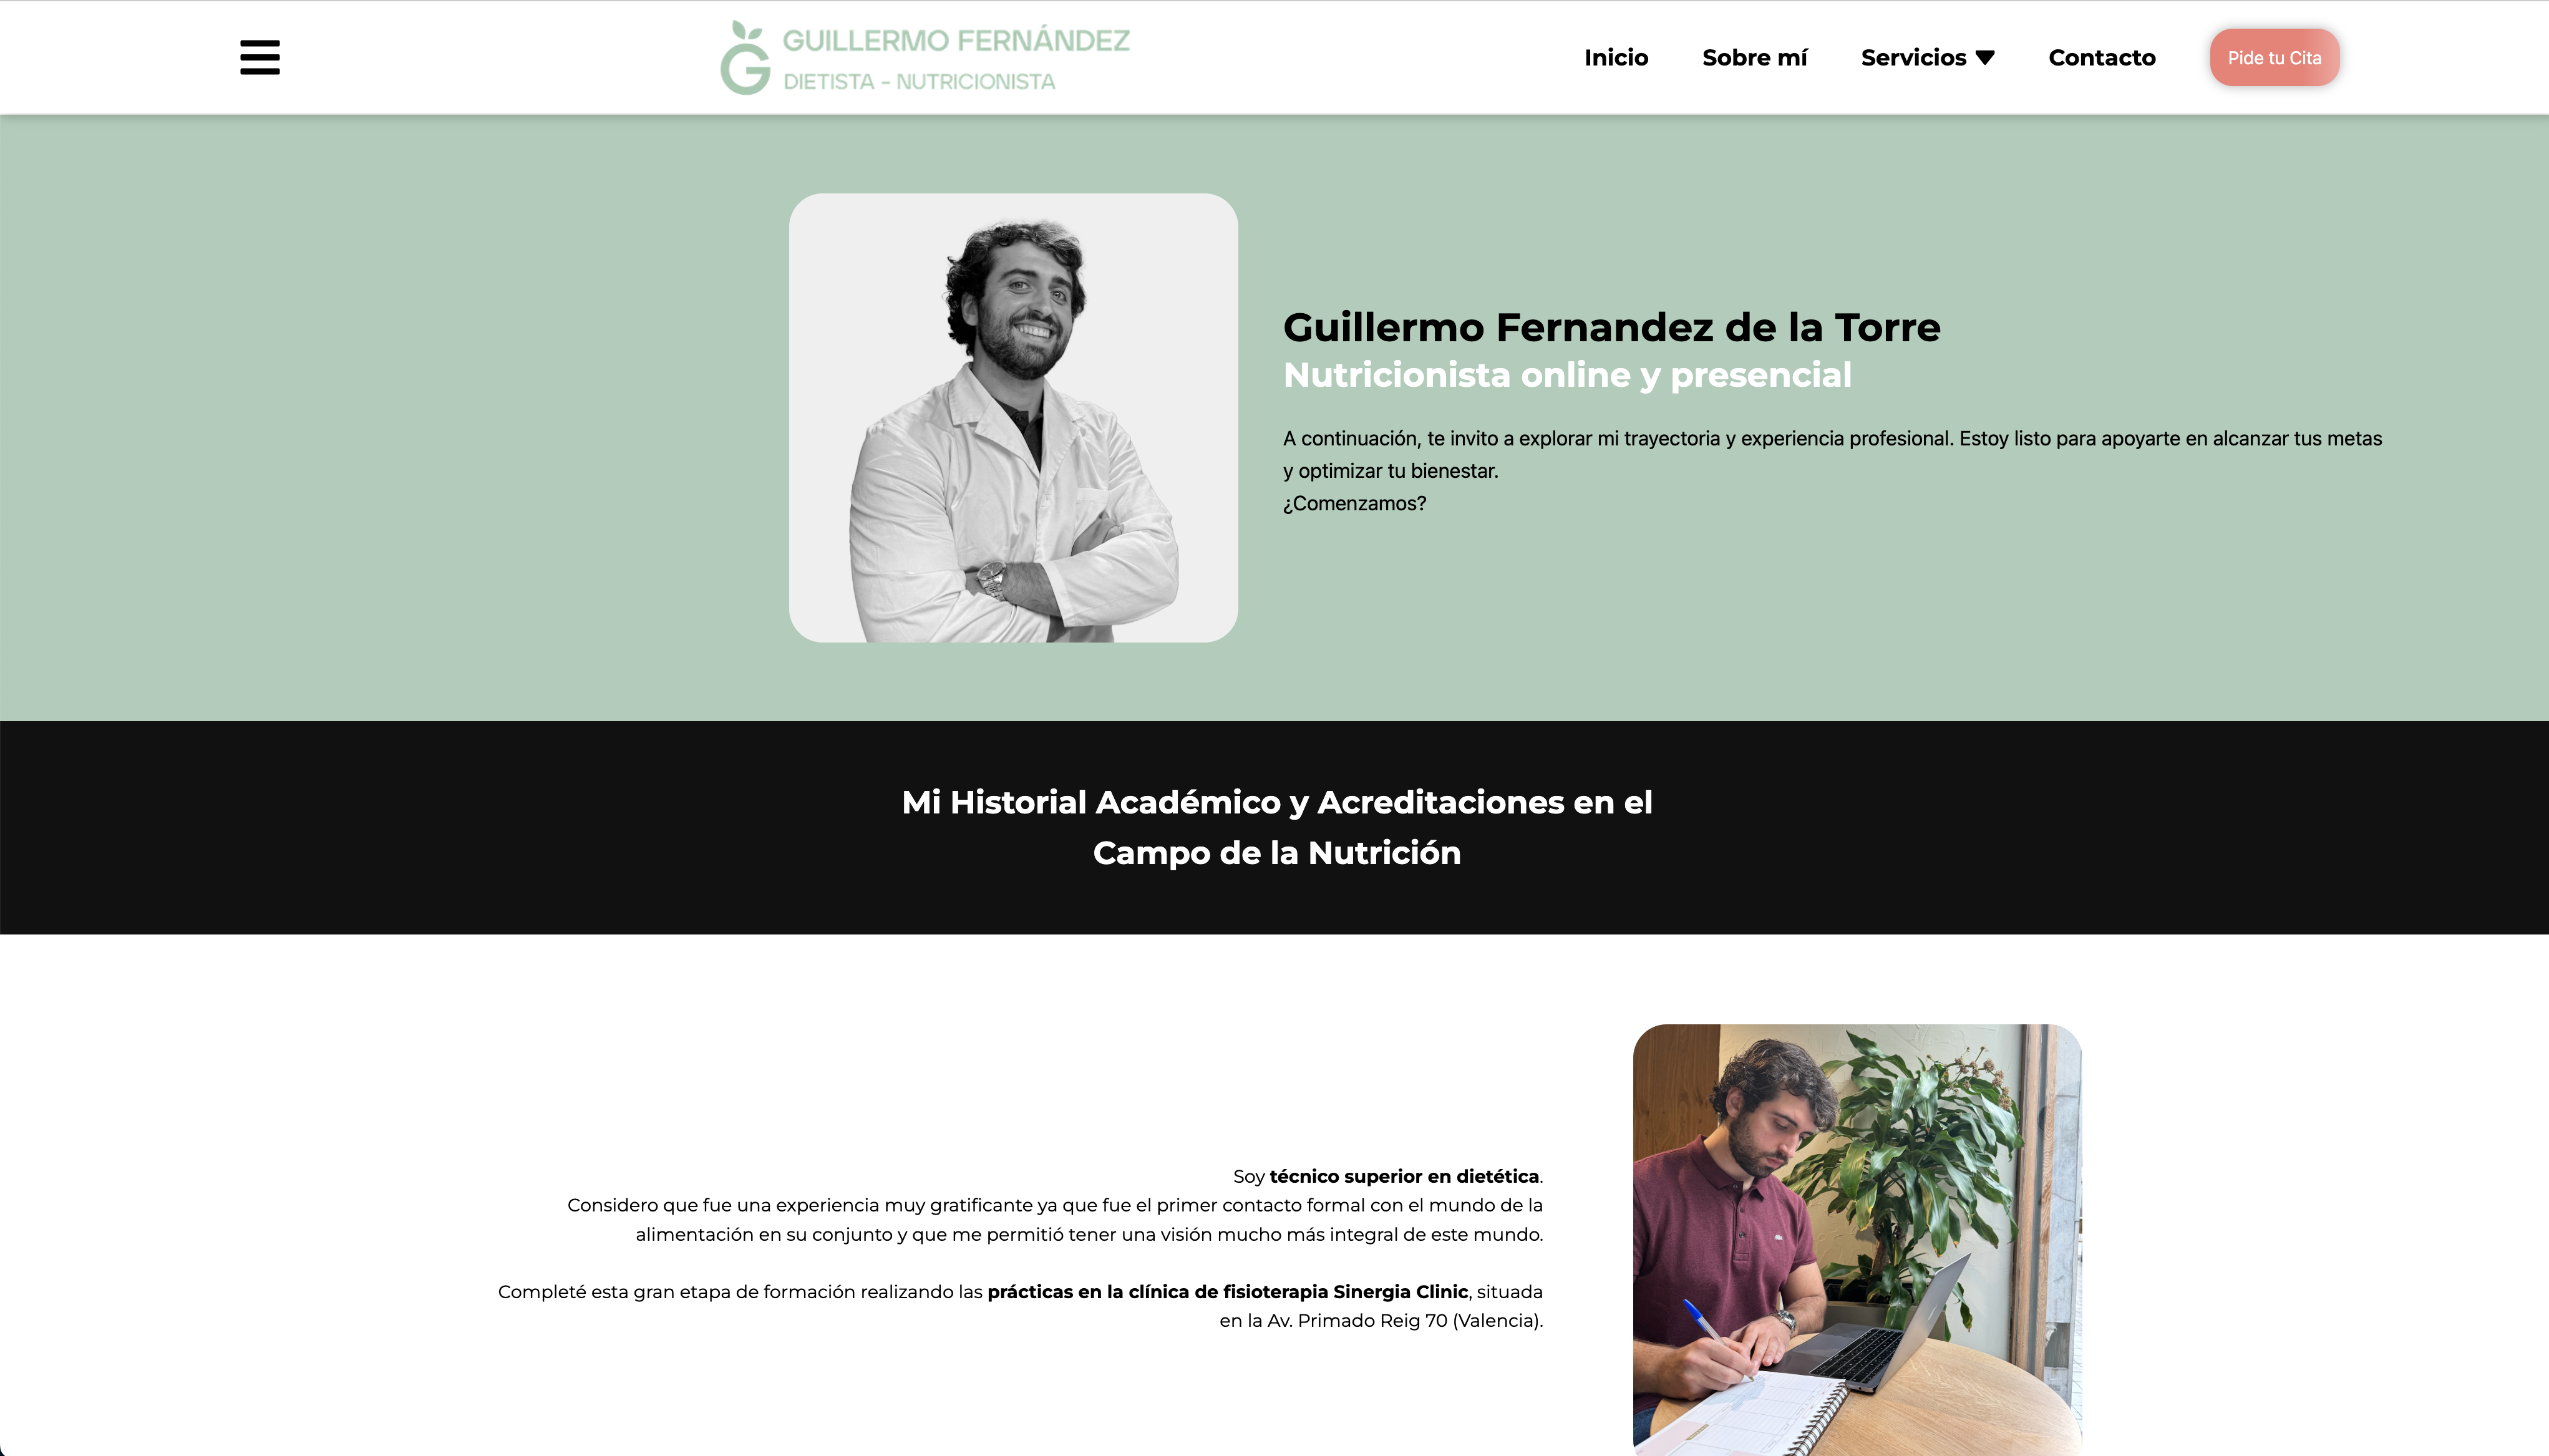 GUILLERMO FERNÁNDEZ
DIETISTA - NUTRICIONISTA
Inicio
Sobre mí
Servicios
Contacto
Pide tu Cita
Guillermo Fernandez de la Torre
Nutricionista online y presencial
A continuación, te invito a explorar mi trayectoria y experiencia profesional. Estoy listo para apoyarte en alcanzar tus metas
y optimizar tu bienestar.
¿Comenzamos?
Mi Historial Académico y Acreditaciones en el
Campo de la Nutrición
Soy técnico superior en dietética.
Considero que fue una experiencia muy gratificante ya que fue el primer contacto formal con el mundo de la
alimentación en su conjunto y que me permitió tener una visión mucho más integral de este mundo.
Completé esta gran etapa de formación realizando las prácticas en la clínica de fisioterapia Sinergia Clinic, situada
en la Av. Primado Reig 70 (Valencia).